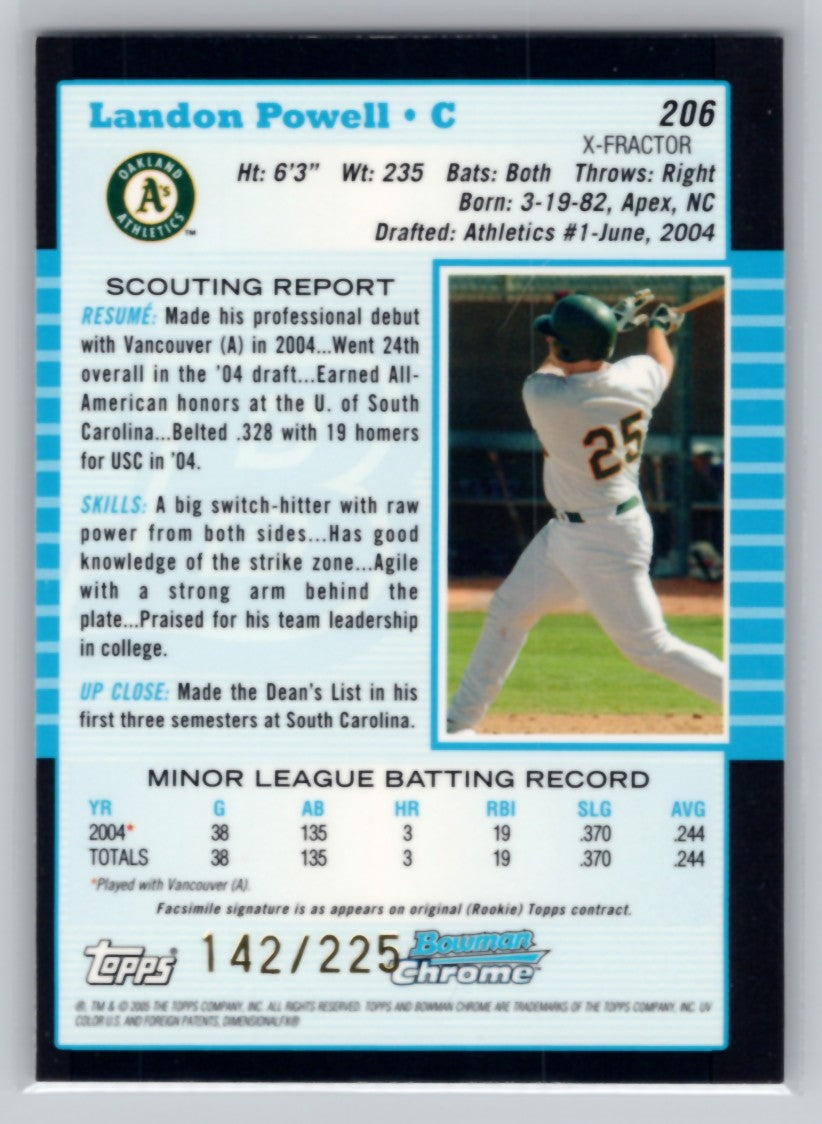 Landon Powell • C
206
X-FRACTOR
OAKLAND
A's
ATHLETICS
TM
Ht: 6'3" Wt: 235 Bats: Both Throws: Right
Born: 3-19-82, Apex, NC
Drafted: Athletics #1-June, 2004
SCOUTING REPORT
RESUMÉ: Made his professional debut
with Vancouver (A) in 2004...Went 24th
overall in the '04 draft...Earned All-
American honors at the U. of South
Carolina...Belted .328 with 19 homers
for USC in '04.
SKILLS: A big switch-hitter with raw
power from both sides...Has good
knowledge of the strike zone...Agile
with a strong arm behind the
plate...Praised for his team leadership
in college.
UP CLOSE: Made the Dean's List in his
first three semesters at South Carolina.
25
MINOR LEAGUE BATTING RECORD
YR G AB HR RBI SLG AVG
2004* 38 135 3 19 .370 .244
TOTALS 38 135 3 19 .370 .244
*Played with Vancouver (A).
Facsimile signature is as appears on original (Rookie) Topps contract.
Topps® 142/225 Bowman
Chrome™
®, TM & © 2005 THE TOPPS COMPANY, INC. ALL RIGHTS RESERVED. TOPPS AND BOWMAN CHROME ARE TRADEMARKS OF THE TOPPS COMPANY, INC. UV
COLOR U.S. AND FOREIGN PATENTS, DIMENSIONALFX®